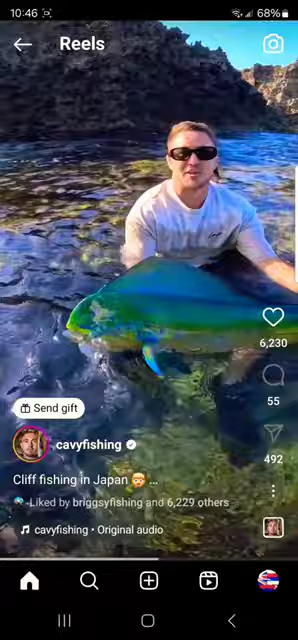 10:46
68%
Reels
6,230
55
Send gift
cavyfishing
492
Cliff fishing in Japan 🤯 ...
Liked by briggsyfishing and 6,229 others
cavyfishing • Original audio